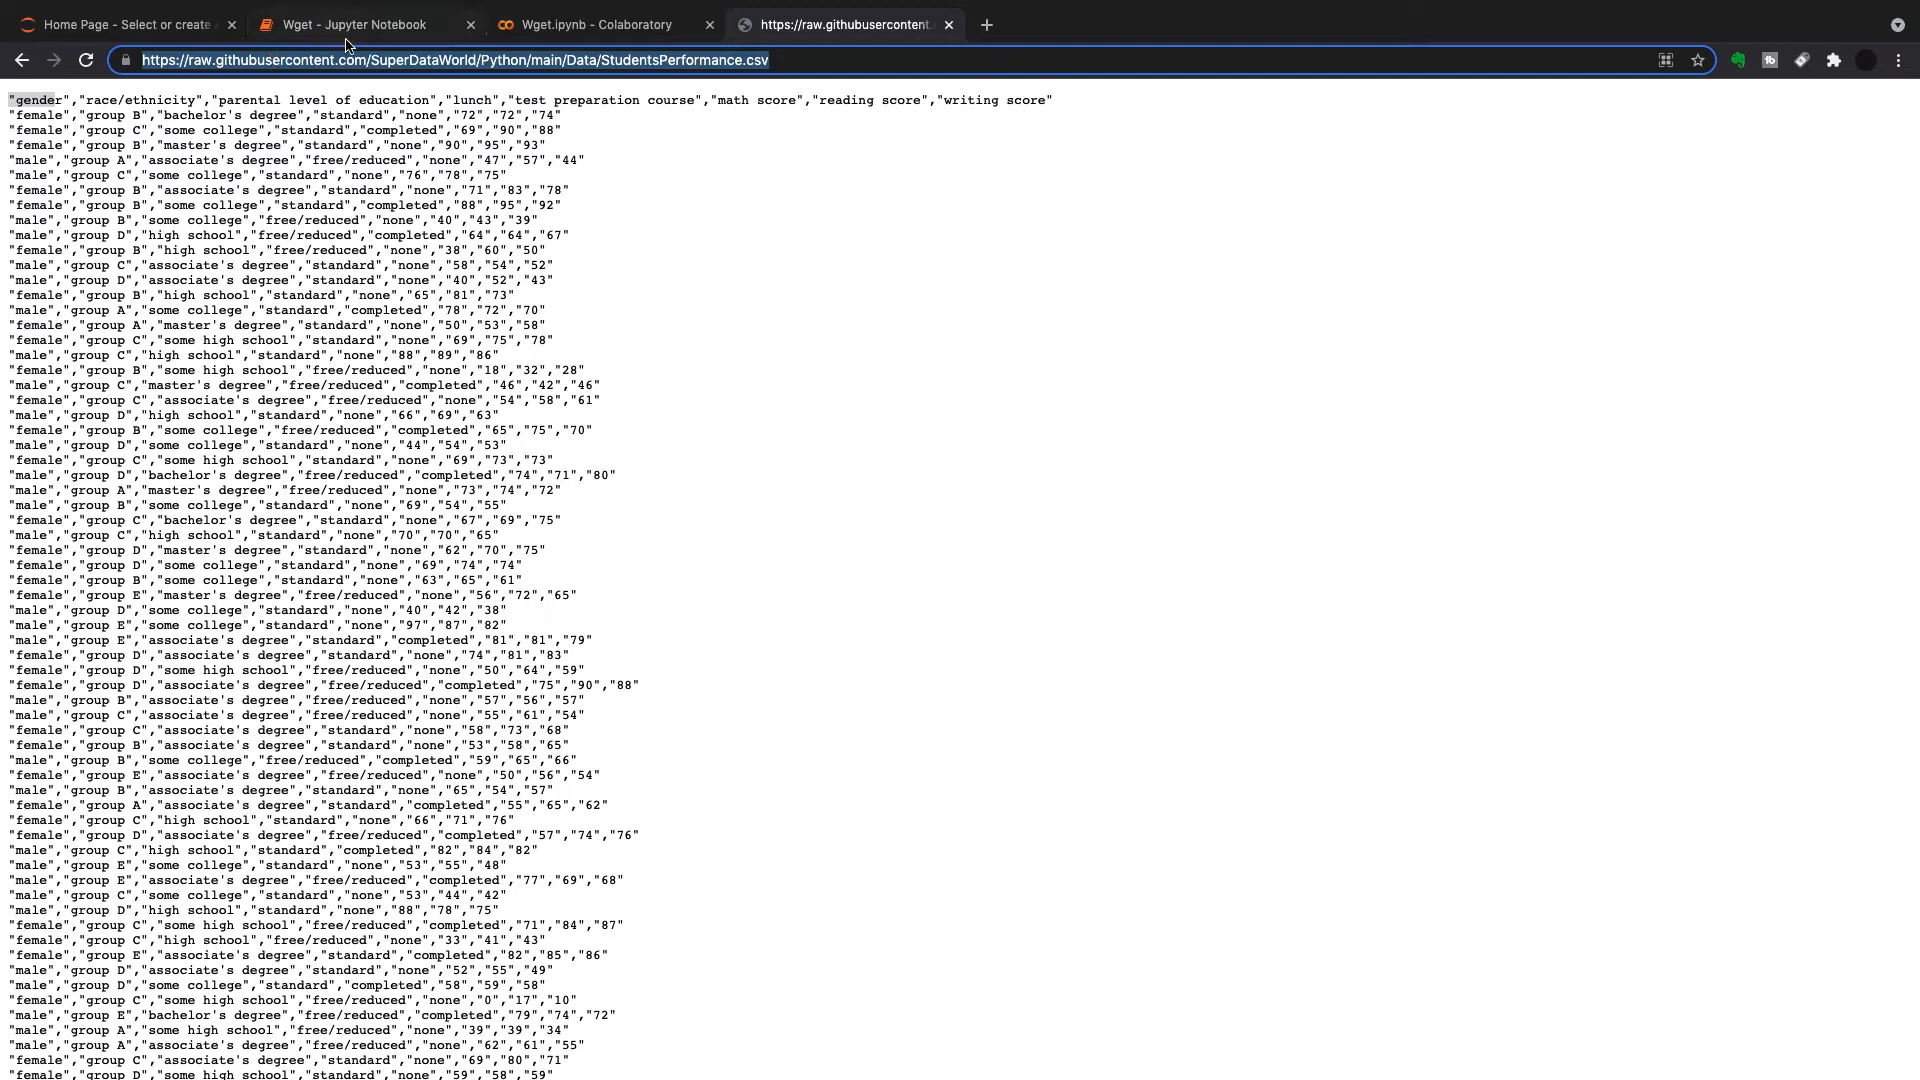 Home Page - Select or create
Wget - Jupyter Notebook
Wget.ipynb - Colaboratory
https://raw.githubusercontent.
https://raw.githubusercontent.com/SuperDataWorld/Python/main/Data/StudentsPerformance.csv
"gender","race/ethnicity","parental level of education","lunch","test preparation course","math score","reading score","writing score"
"female","group B","bachelor's degree","standard","none","72","72","74"
"female","group C","some college","standard","completed","69","90","88"
"female","group B","master's degree","standard","none","90","95","93"
"male","group A","associate's degree","free/reduced","none","47","57","44"
"male","group C","some college","standard","none","76","78","75"
"female","group B","associate's degree","standard","none","71","83","78"
"female","group B","some college","standard","completed","88","95","92"
"male","group B","some college","free/reduced","none","40","43","39"
"male","group D","high school","free/reduced","completed","64","64","67"
"female","group B","high school","free/reduced","none","38","60","50"
"male","group C","associate's degree","standard","none","58","54","52"
"male","group D","associate's degree","standard","none","40","52","43"
"female","group B","high school","standard","none","65","81","73"
"male","group A","some college","standard","completed","78","72","70"
"female","group A","master's degree","standard","none","50","53","58"
"female","group C","some high school","standard","none","69","75","78"
"male","group C","high school","standard","none","88","89","86"
"female","group B","some high school","free/reduced","none","18","32","28"
"male","group C","master's degree","free/reduced","completed","46","42","46"
"female","group C","associate's degree","free/reduced","none","54","58","61"
"male","group D","high school","standard","none","66","69","63"
"female","group B","some college","free/reduced","completed","65","75","70"
"male","group D","some college","standard","none","44","54","53"
"female","group C","some high school","standard","none","69","73","73"
"male","group D","bachelor's degree","free/reduced","completed","74","71","80"
"male","group A","master's degree","free/reduced","none","73","74","72"
"male","group B","some college","standard","none","69","54","55"
"female","group C","bachelor's degree","standard","none","67","69","75"
"male","group C","high school","standard","none","70","70","65"
"female","group D","master's degree","standard","none","62","70","75"
"female","group D","some college","standard","none","69","74","74"
"female","group B","some college","standard","none","63","65","61"
"female","group E","master's degree","free/reduced","none","56","72","65"
"male","group D","some college","standard","none","40","42","38"
"male","group E","some college","standard","none","97","87","82"
"male","group E","associate's degree","standard","completed","81","81","79"
"female","group D","associate's degree","standard","none","74","81","83"
"female","group D","some high school","free/reduced","none","50","64","59"
"female","group D","associate's degree","free/reduced","completed","75","90","88"
"male","group B","associate's degree","free/reduced","none","57","56","57"
"male","group C","associate's degree","free/reduced","none","55","61","54"
"female","group C","associate's degree","standard","none","58","73","68"
"female","group B","associate's degree","standard","none","53","58","65"
"male","group B","some college","free/reduced","completed","59","65","66"
"female","group E","associate's degree","free/reduced","none","50","56","54"
"male","group B","associate's degree","standard","none","65","54","57"
"female","group A","associate's degree","standard","completed","55","65","62"
"female","group C","high school","standard","none","66","71","76"
"female","group D","associate's degree","free/reduced","completed","57","74","76"
"male","group C","high school","standard","completed","82","84","82"
"male","group E","some college","standard","none","53","55","48"
"male","group E","associate's degree","free/reduced","completed","77","69","68"
"male","group C","some college","standard","none","53","44","42"
"male","group D","high school","standard","none","88","78","75"
"female","group C","some high school","free/reduced","completed","71","84","87"
"female","group C","high school","free/reduced","none","33","41","43"
"female","group E","associate's degree","standard","completed","82","85","86"
"male","group D","associate's degree","standard","none","52","55","49"
"male","group D","some college","standard","completed","58","59","58"
"female","group C","some high school","free/reduced","none","0","17","10"
"male","group E","bachelor's degree","free/reduced","completed","79","74","72"
"male","group A","some high school","free/reduced","none","39","39","34"
"male","group A","associate's degree","free/reduced","none","62","61","55"
"female","group C","associate's degree","standard","none","69","80","71"
"female","group D","some high school","standard","none","59","58","59"